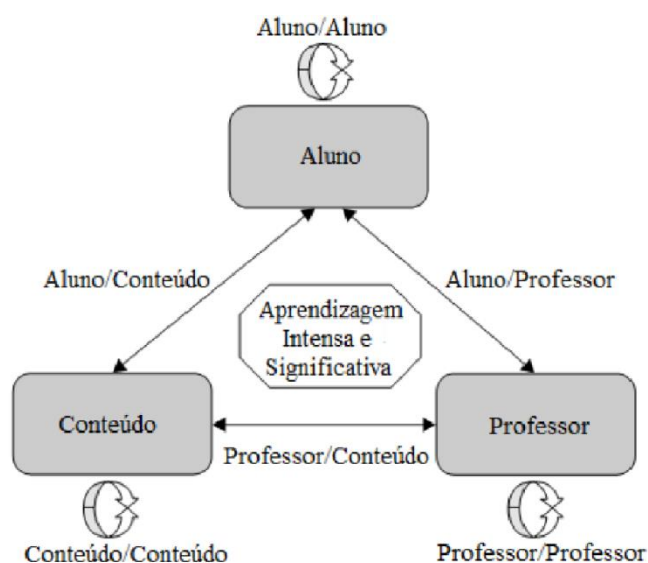 Aluno/Aluno
Aluno
Aluno/Conteúdo
Aluno/Professor
Aprendizagem
Intensa e
Significativa
Conteúdo
Professor
Professor/Conteúdo
Conteúdo/Conteúdo
Professor/Professor